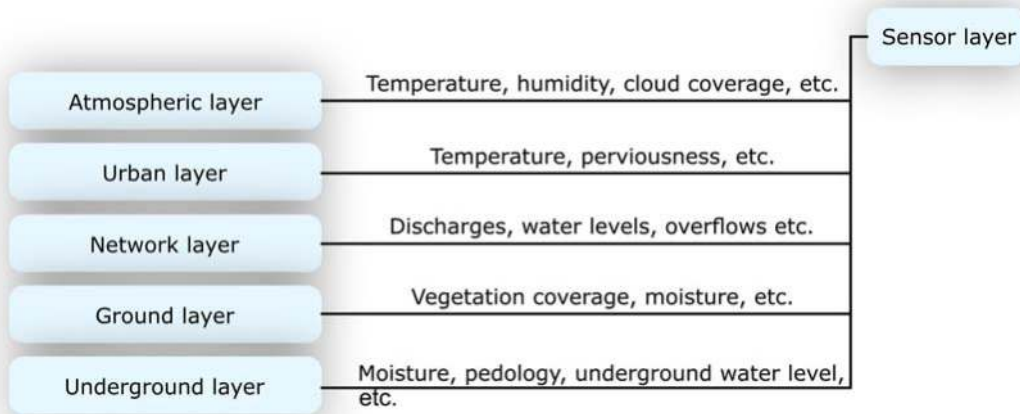 Sensor layer
Atmospheric layer
Temperature, humidity, cloud coverage, etc.
Urban layer
Temperature, perviousness, etc.
Network layer
Discharges, water levels, overflows etc.
Ground layer
Vegetation coverage, moisture, etc.
Underground layer
Moisture, pedology, underground water level,
etc.